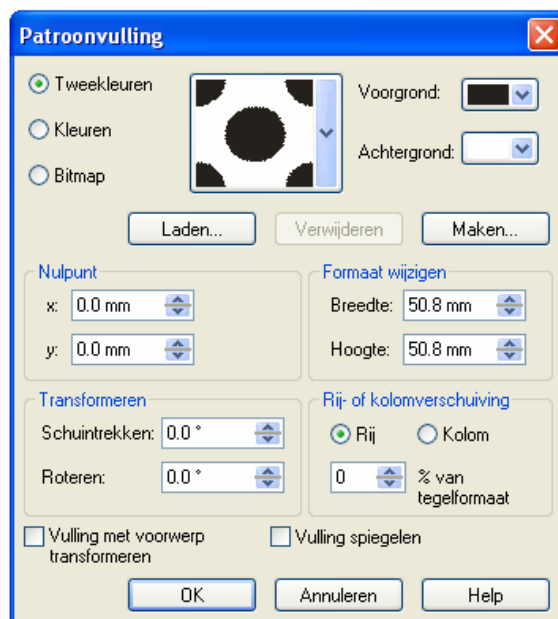 Patroonvulling
Tweekleuren
Kleuren
Bitmap
Voorgrond:
Achtergrond:
Laden...
Verwijderen
Maken...
Nulpunt
x: 0.0 mm
y: 0.0 mm
Formaat wijzigen
Breedte: 50.8 mm
Hoogte: 50.8 mm
Transformeren
Schuintrekken: 0.0 °
Roteren: 0.0 °
Rij- of kolomverschuiving
Rij Kolom
0 % van
tegelformaat
Vulling met voorwerp
transformeren
Vulling spiegelen
OK Annuleren Help